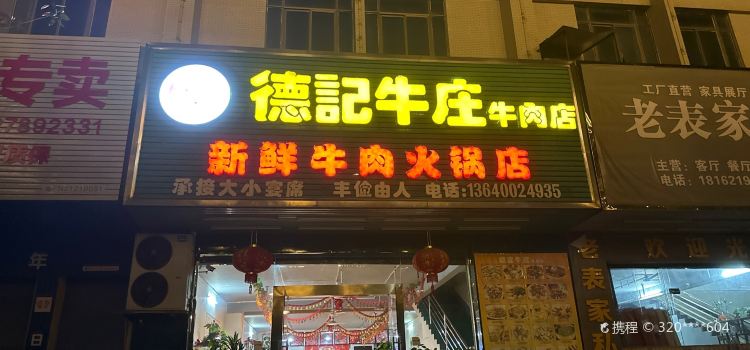 专卖
7892331
德記牛庄 牛肉店
新鲜牛肉火锅店
承接大小宴席 丰俭由人 电话:13640024935
工厂直营 家具展厅
老表家
主营: 客厅 餐厅
电话: 181621
老表家
欢迎光
携程 © 320****604